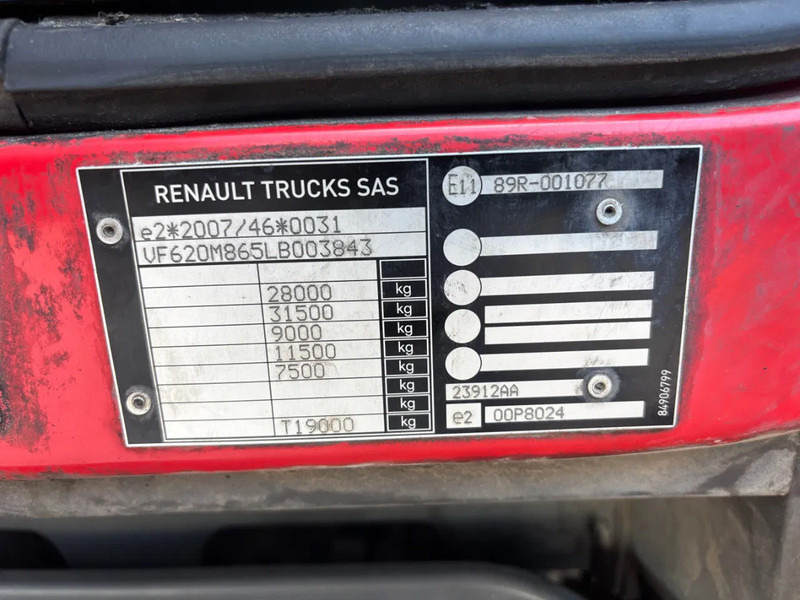 RENAULT TRUCKS SAS
e2*2007/46*0031
VF620M865LB003843
28000 kg
31500 kg
9000 kg
11500 kg
7500 kg
kg
kg
T19000 kg
E11 89R-001077
23912AA
e2 00P8024
84906799